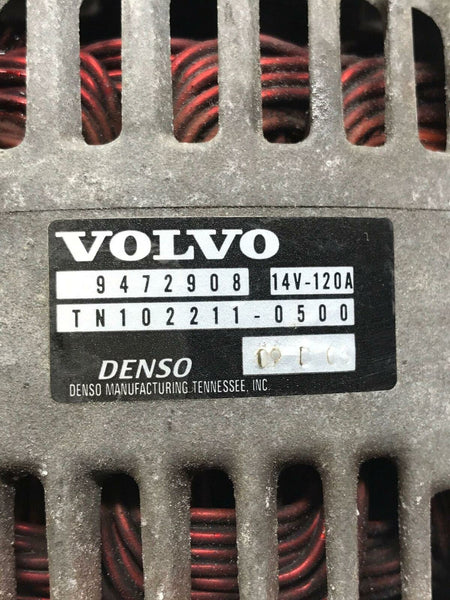 VOLVO
9472908 14V-120A
TN102211-0500
DENSO
DENSO MANUFACTURING TENNESSEE, INC.